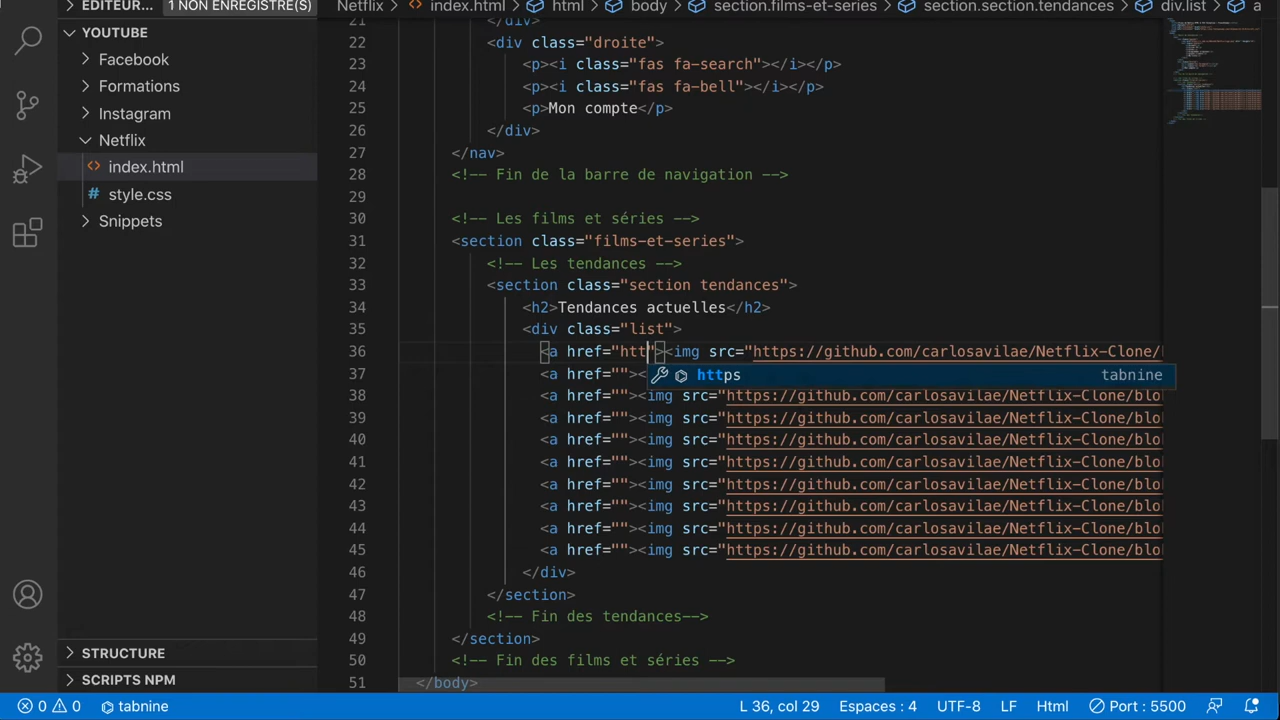 EDITEUR... 1 NON ENREGISTRÉ(S)
Netflix > index.html > html > body > section.films-et-series > section.section.tendances > div.list > a
YOUTUBE
Facebook
Formations
Instagram
Netflix
index.html
style.css
Snippets
STRUCTURE
SCRIPTS NPM
21 </div>
22 <div class="droite">
23 <p><i class="fas fa-search"></i></p>
24 <p><i class="fas fa-bell"></i></p>
25 <p>Mon compte</p>
26 </div>
27 </nav>
28 <!-- Fin de la barre de navigation -->
29
30 <!-- Les films et séries -->
31 <section class="films-et-series">
32 <!-- Les tendances -->
33 <section class="section tendances">
34 <h2>Tendances actuelles</h2>
35 <div class="list">
36 <a href="htt"><img src="https://github.com/carlosavilae/Netflix-Clone/
37 <a href=""><
https tabnine
38 <a href=""><img src="https://github.com/carlosavilae/Netflix-Clone/blo
39 <a href=""><img src="https://github.com/carlosavilae/Netflix-Clone/blo
40 <a href=""><img src="https://github.com/carlosavilae/Netflix-Clone/blo
41 <a href=""><img src="https://github.com/carlosavilae/Netflix-Clone/blo
42 <a href=""><img src="https://github.com/carlosavilae/Netflix-Clone/blo
43 <a href=""><img src="https://github.com/carlosavilae/Netflix-Clone/blo
44 <a href=""><img src="https://github.com/carlosavilae/Netflix-Clone/blo
45 <a href=""><img src="https://github.com/carlosavilae/Netflix-Clone/blo
46 </div>
47 </section>
48 <!-- Fin des tendances-->
49 </section>
50 <!-- Fin des films et séries -->
51 </body>
0 0 tabnine L 36, col 29 Espaces : 4 UTF-8 LF Html Port : 5500